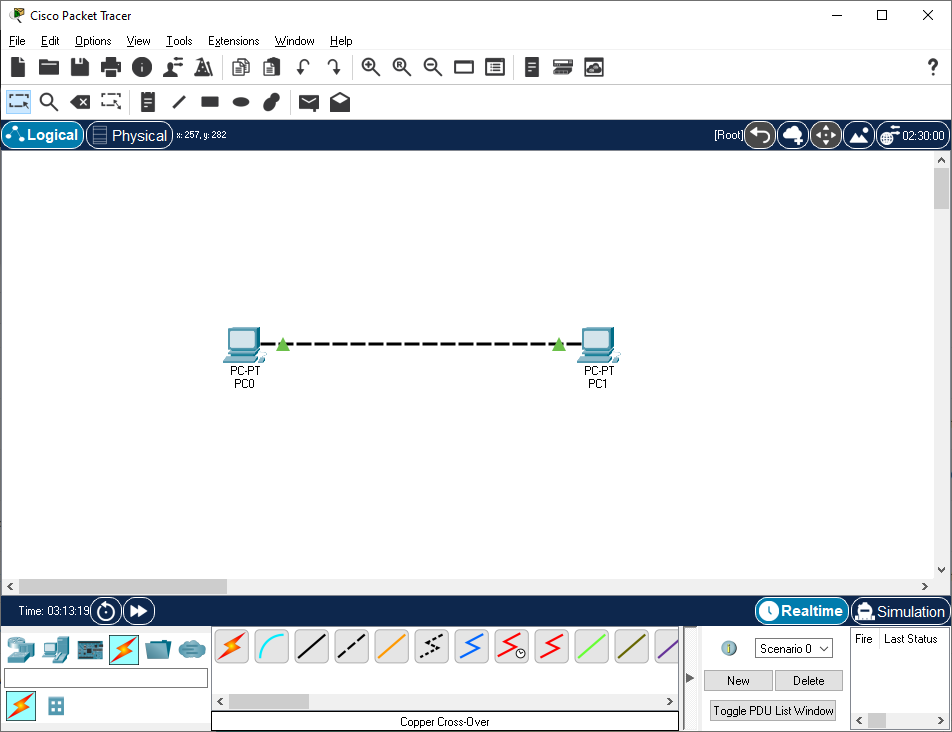 Cisco Packet Tracer
File Edit Options View Tools Extensions Window Help
Logical Physical x: 257, y: 282 [Root] 02:30:00
PC-PT PC-PT
PC0 PC1
Time: 03:13:19 Realtime Simulation
Scenario 0 Fire Last Status
New Delete
Toggle PDU List Window
Copper Cross-Over